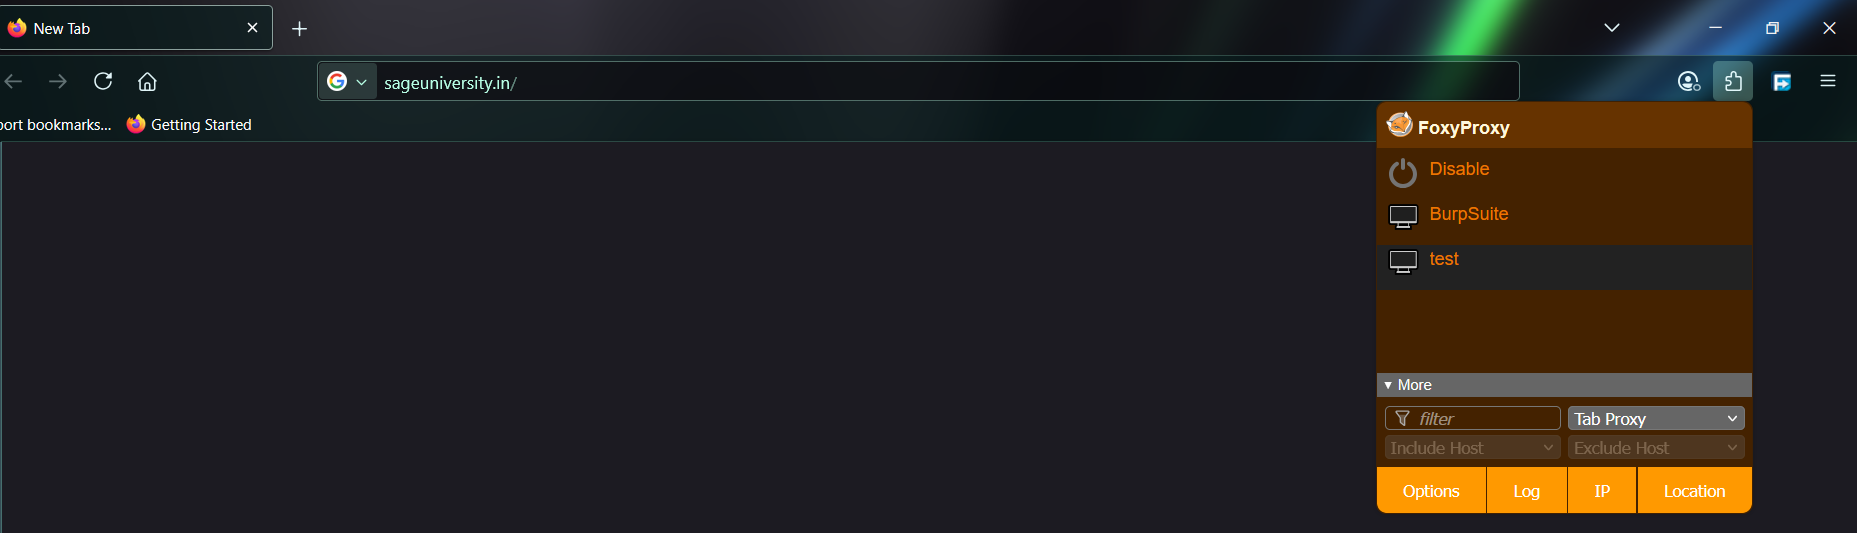 New Tab
sageuniversity.in/
port bookmarks... Getting Started
FoxyProxy
Disable
BurpSuite
test
▼ More
filter Tab Proxy
Include Host Exclude Host
Options Log IP Location